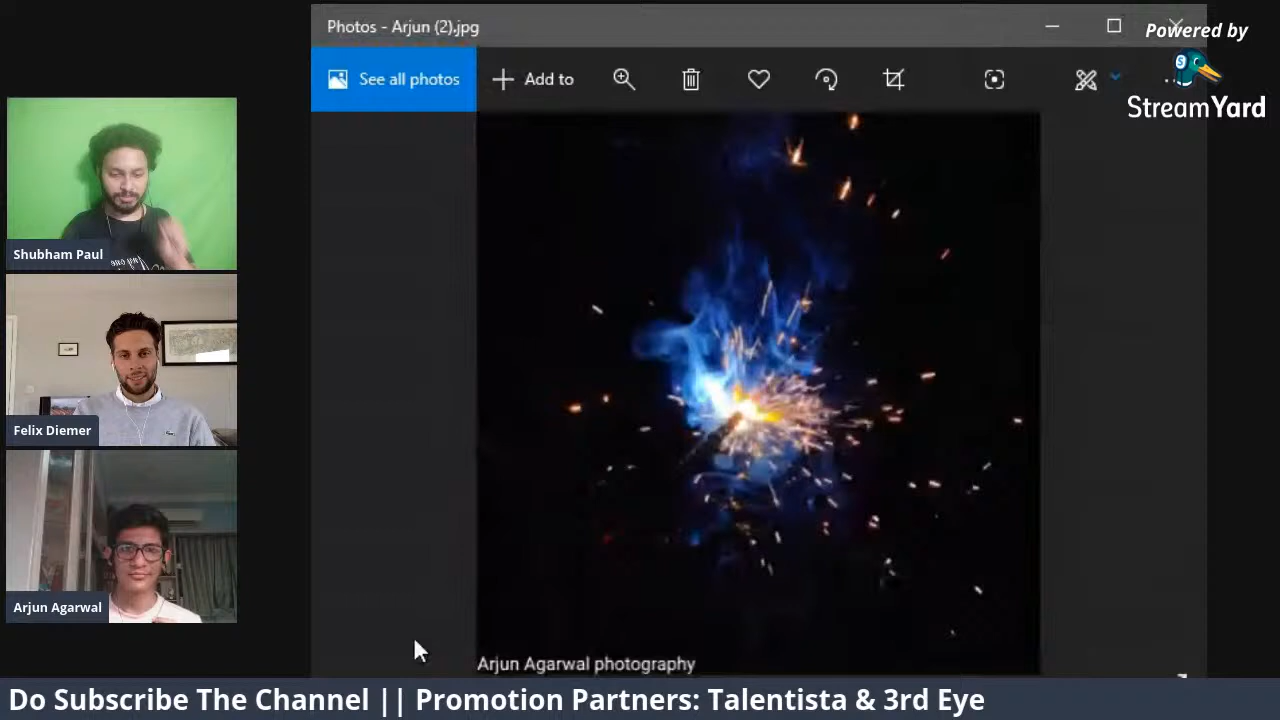 Photos - Arjun (2).jpg
Powered by
StreamYard
See all photos
Add to
Shubham Paul
Felix Diemer
Arjun Agarwal
Arjun Agarwal photography
Do Subscribe The Channel || Promotion Partners: Talentista & 3rd Eye